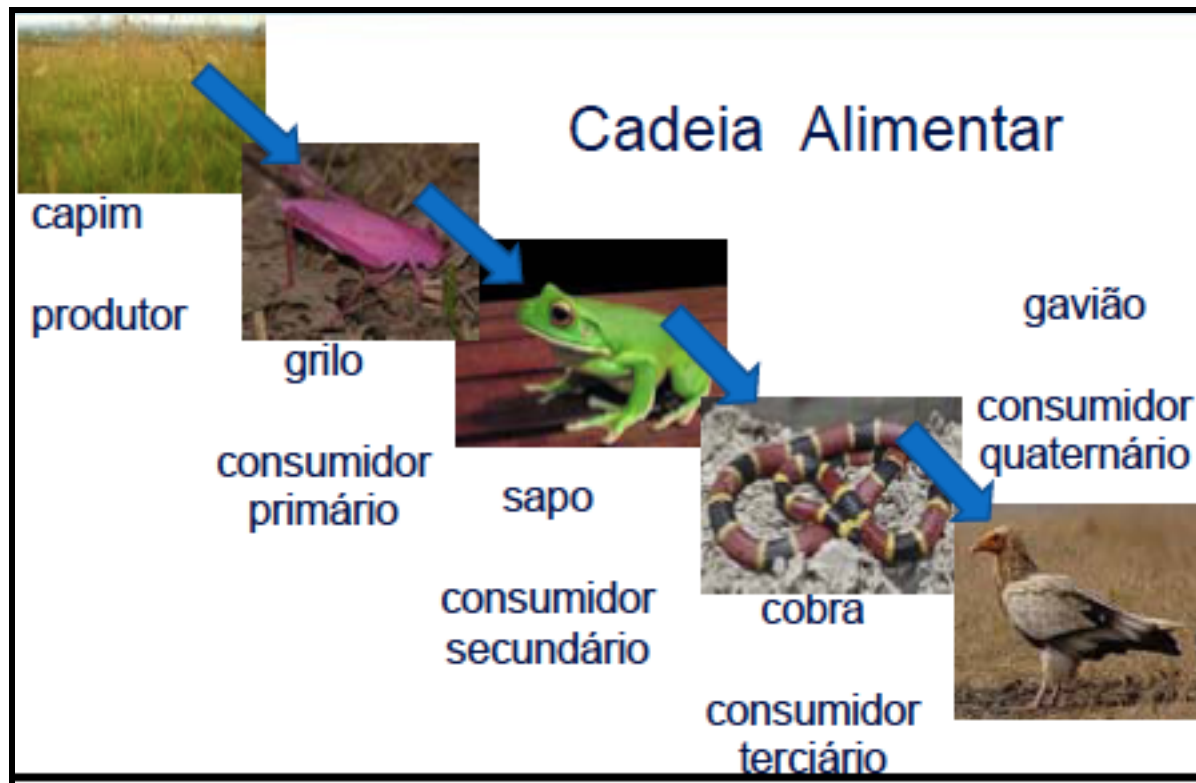 Cadeia Alimentar
capim
produtor
grilo
consumidor
primário
sapo
consumidor
secundário
cobra
consumidor
terciário
gavião
consumidor
quaternário